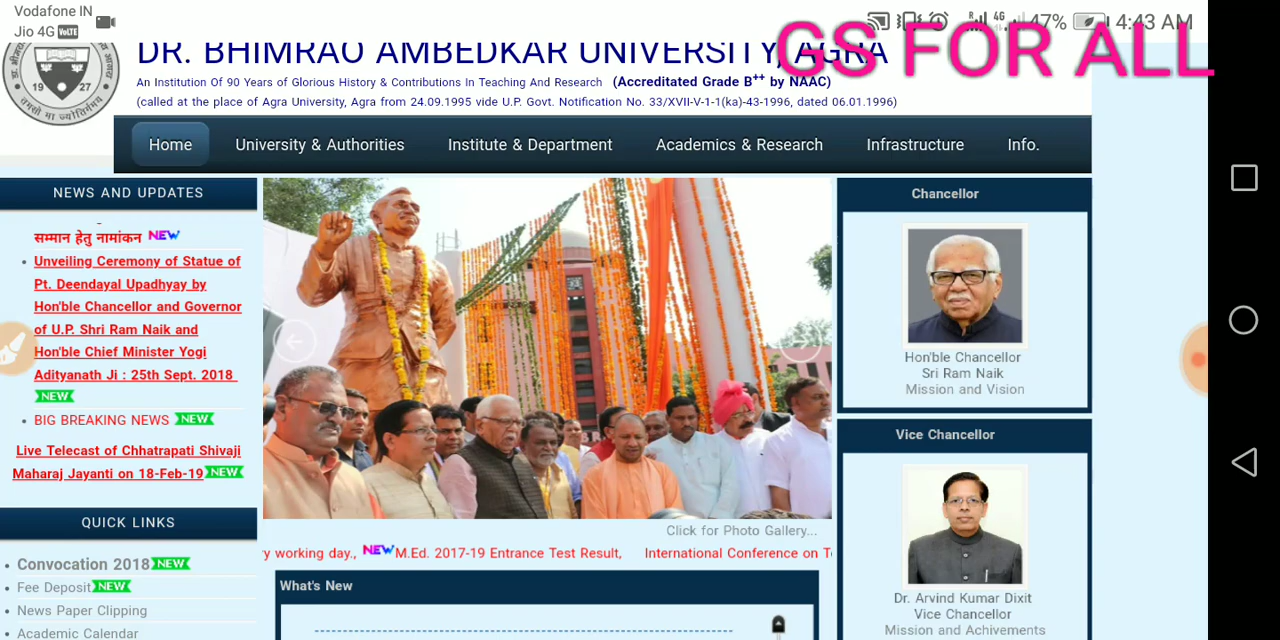 Vodafone IN
Jio 4G VoLTE
R 4G 47% 4:43 AM
GS FOR ALL
DR. BHIMRAO AMBEDKAR UNIVERSITY, AGRA
An Institution Of 90 Years of Glorious History & Contributions In Teaching And Research (Accreditated Grade B++ by NAAC)
(called at the place of Agra University, Agra from 24.09.1995 vide U.P. Govt. Notification No. 33/XVII-V-1-1(ka)-43-1996, dated 06.01.1996)
19 27
तमसो मा ज्योतिर्गमय
Home University & Authorities Institute & Department Academics & Research Infrastructure Info.
NEWS AND UPDATES
सम्मान हेतु नामांकन NEW
Unveiling Ceremony of Statue of
Pt. Deendayal Upadhyay by
Hon'ble Chancellor and Governor
of U.P. Shri Ram Naik and
Hon'ble Chief Minister Yogi
Adityanath Ji : 25th Sept. 2018
NEW
BIG BREAKING NEWS NEW
Live Telecast of Chhatrapati Shivaji
Maharaj Jayanti on 18-Feb-19 NEW
QUICK LINKS
Convocation 2018 NEW
Fee Deposit NEW
News Paper Clipping
Academic Calendar
Click for Photo Gallery...
y working day., NEW M.Ed. 2017-19 Entrance Test Result, International Conference on T
What's New
Chancellor
Hon'ble Chancellor
Sri Ram Naik
Mission and Vision
Vice Chancellor
Dr. Arvind Kumar Dixit
Vice Chancellor
Mission and Achivements